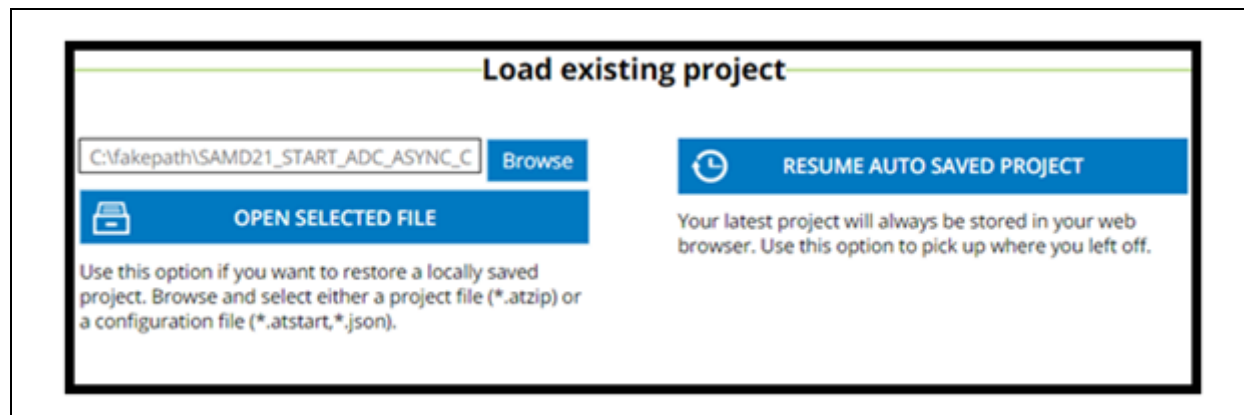 Load existing project
C:\fakepath\SAMD21_START_ADC_ASYNC_C
Browse
OPEN SELECTED FILE
Use this option if you want to restore a locally saved
project. Browse and select either a project file (*.atzip) or
a configuration file (*.atstart,*.json).
RESUME AUTO SAVED PROJECT
Your latest project will always be stored in your web
browser. Use this option to pick up where you left off.